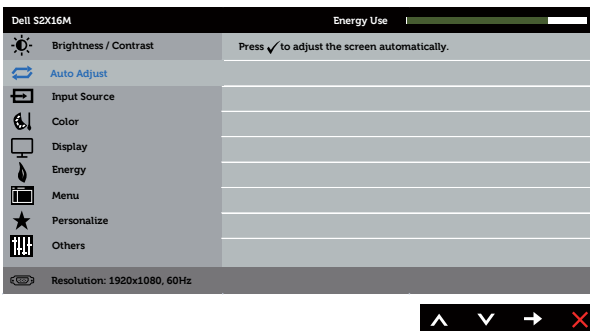 Dell S2X16M Energy Use
Brightness / Contrast Press ✓ to adjust the screen automatically.
Auto Adjust
Input Source
Color
Display
Energy
Menu
Personalize
Others
Resolution: 1920x1080, 60Hz